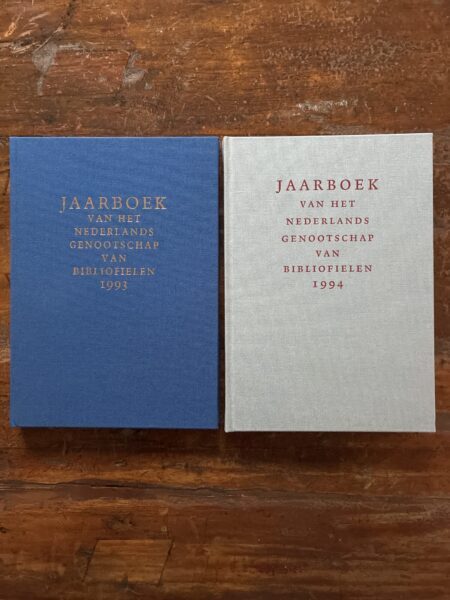 JAARBOEK
VAN HET
NEDERLANDS
GENOOTSCHAP
VAN
BIBLIOFIELEN
1993
JAARBOEK
VAN HET
NEDERLANDS
GENOOTSCHAP
VAN
BIBLIOFIELEN
1994